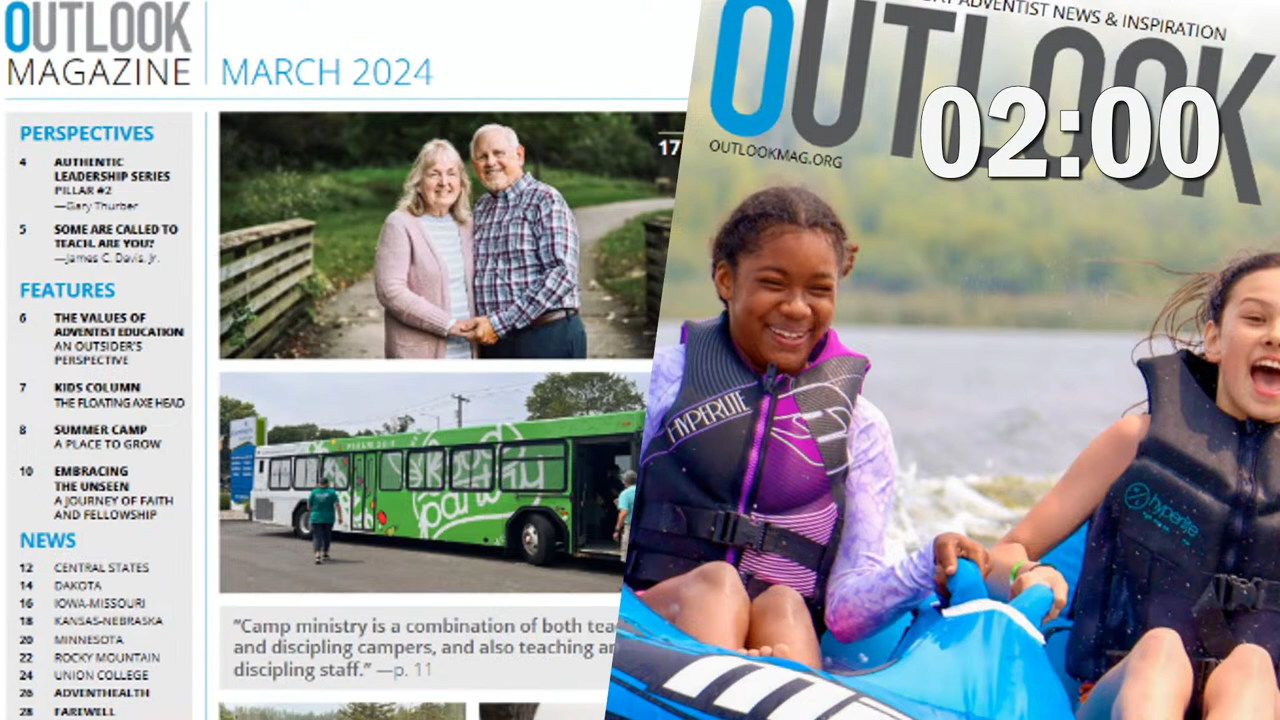 OUTLOOK
MAGAZINE
MARCH 2024
PERSPECTIVES
4 AUTHENTIC
LEADERSHIP SERIES
PILLAR #2
—Gary Thurber
5 SOME ARE CALLED TO
TEACH. ARE YOU?
—James C. Davis, Jr.
FEATURES
6 THE VALUES OF
ADVENTIST EDUCATION
AN OUTSIDER'S
PERSPECTIVE
7 KIDS COLUMN
THE FLOATING AXE HEAD
8 SUMMER CAMP
A PLACE TO GROW
10 EMBRACING
THE UNSEEN
A JOURNEY OF FAITH
AND FELLOWSHIP
NEWS
12 CENTRAL STATES
14 DAKOTA
16 IOWA-MISSOURI
18 KANSAS-NEBRASKA
20 MINNESOTA
22 ROCKY MOUNTAIN
24 UNION COLLEGE
26 ADVENTHEALTH
28 FAREWELL
17
food
pantry
"Camp ministry is a combination of both tea
and discipling campers, and also teaching a
discipling staff." —p. 11
ADVENTIST NEWS & INSPIRATION
OUTLOOK
OUTLOOKMAG.ORG
02:00
HYPERLITE
hyperlite